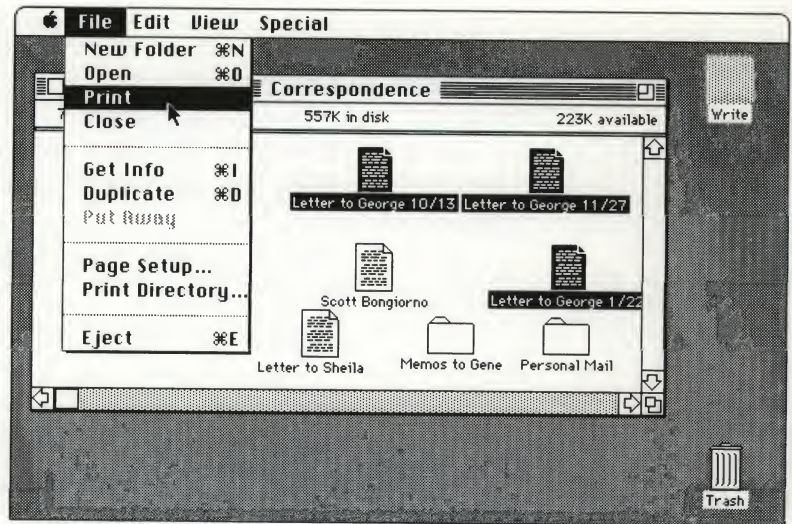 File Edit View Special
New Folder ⌘N
Open ⌘O
Print
Close
Get Info ⌘I
Duplicate ⌘D
Put Away
Page Setup...
Print Directory...
Eject ⌘E
Correspondence
7
557K in disk
223K available
Letter to George 10/13
Letter to George 11/27
Scott Bongiorno
Letter to George 1/22
Letter to Sheila
Memos to Gene
Personal Mail
Write
Trash